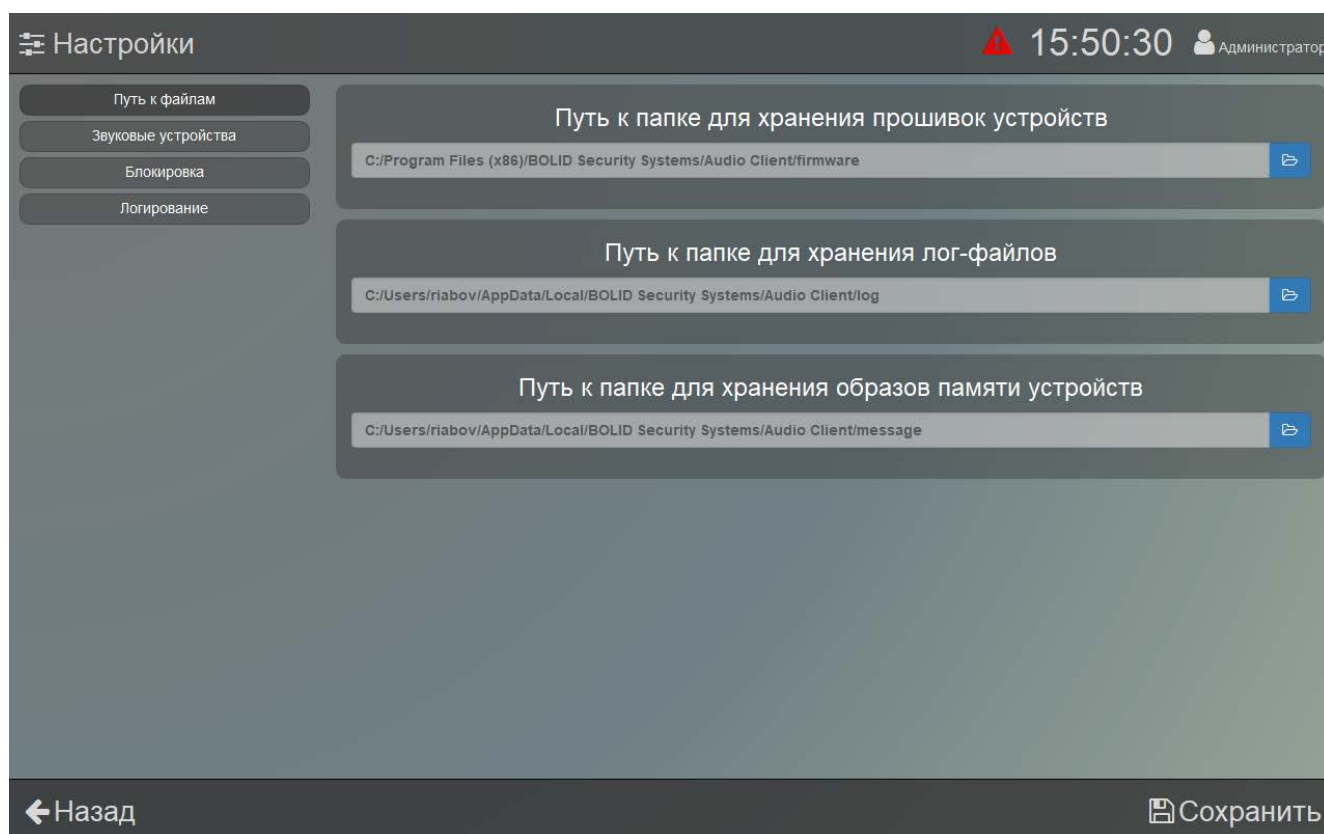 Настройки
15:50:30
Администратор
Путь к файлам
Звуковые устройства
Блокировка
Логирование
Путь к папке для хранения прошивок устройств
C:/Program Files (x86)/BOLID Security Systems/Audio Client/firmware
Путь к папке для хранения лог-файлов
C:/Users/riabov/AppData/Local/BOLID Security Systems/Audio Client/log
Путь к папке для хранения образов памяти устройств
C:/Users/riabov/AppData/Local/BOLID Security Systems/Audio Client/message
Назад
Сохранить